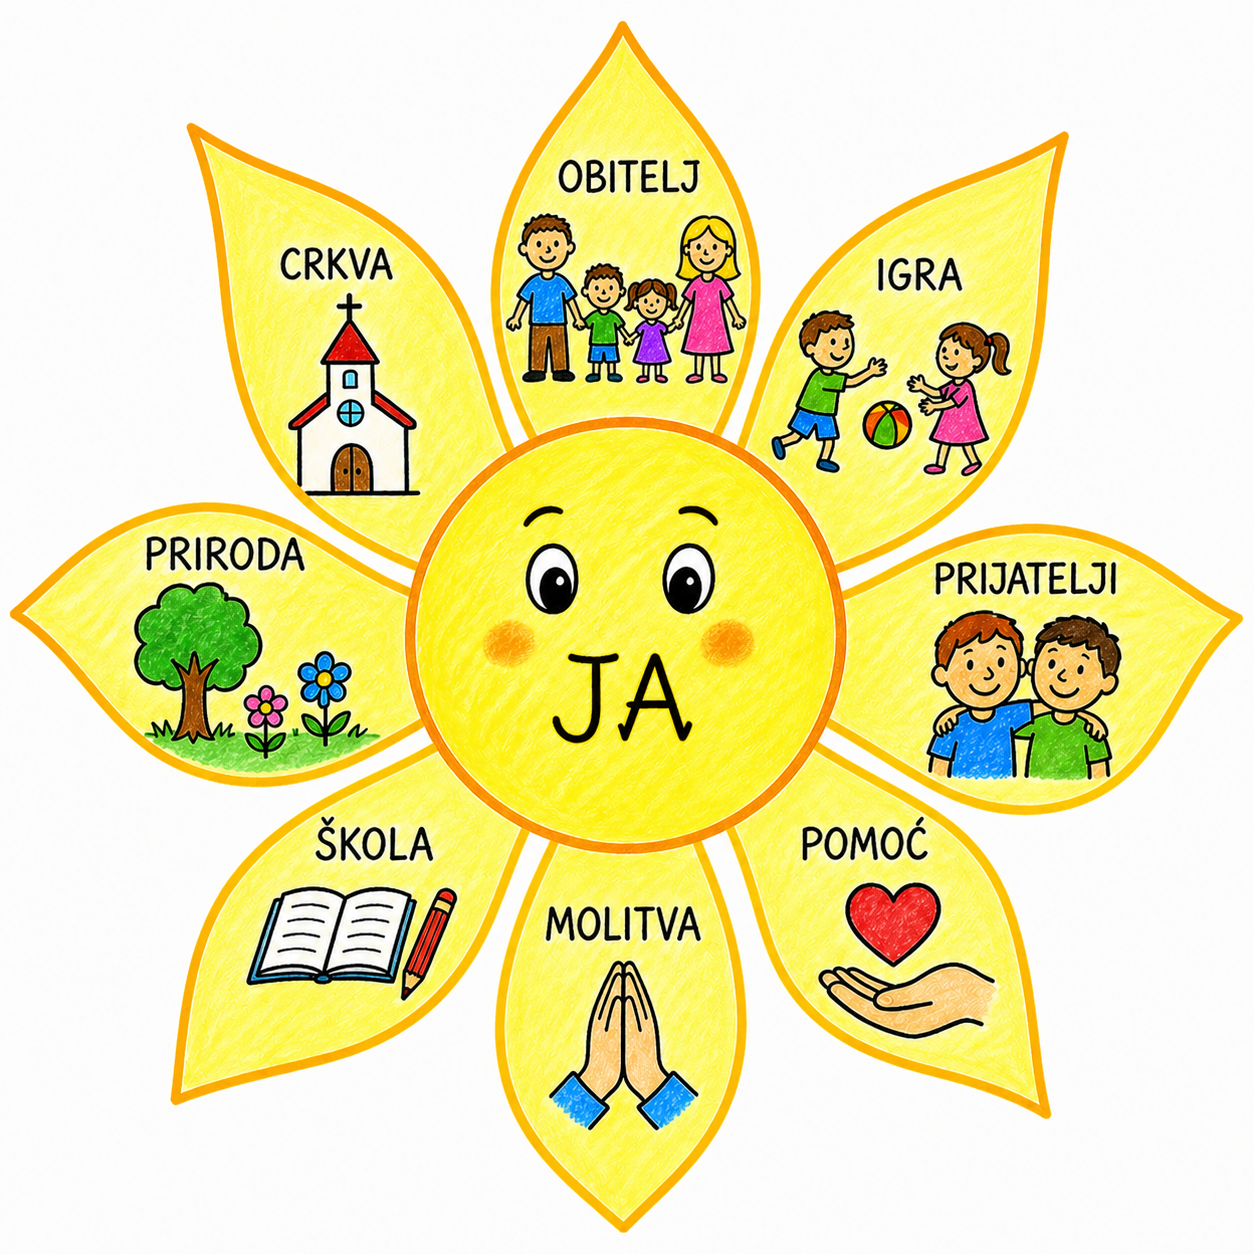 OBITELJ
IGRA
PRIJATELJI
POMOĆ
MOLITVA
ŠKOLA
PRIRODA
CRKVA
JA